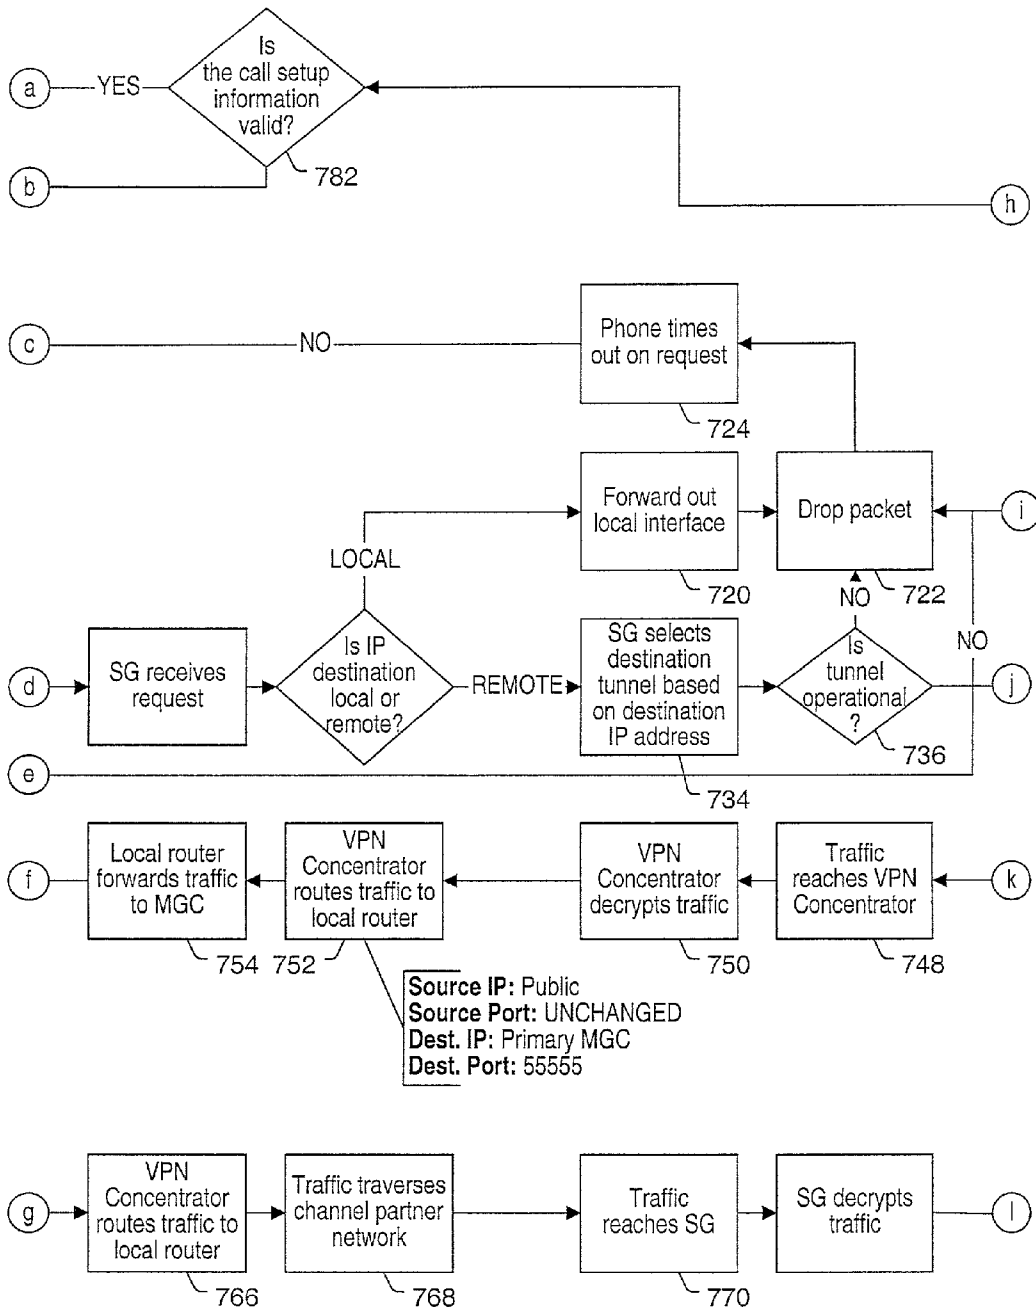 Is
the call setup
information
valid?
a
YES
782
b
h
c
NO
Phone times
out on request
724
Forward out
local interface
720
Drop packet
722
i
LOCAL
NO
NO
d
SG receives
request
Is IP
destination
local or
remote?
REMOTE
SG selects
destination
tunnel based
on destination
IP address
734
Is
tunnel
operational
?
736
j
e
f
Local router
forwards traffic
to MGC
754
VPN
Concentrator
routes traffic to
local router
752
VPN
Concentrator
decrypts traffic
750
Traffic
reaches VPN
Concentrator
748
k
Source IP: Public
Source Port: UNCHANGED
Dest. IP: Primary MGC
Dest. Port: 55555
g
VPN
Concentrator
routes traffic to
local router
766
Traffic traverses
channel partner
network
768
Traffic
reaches SG
770
SG decrypts
traffic
l